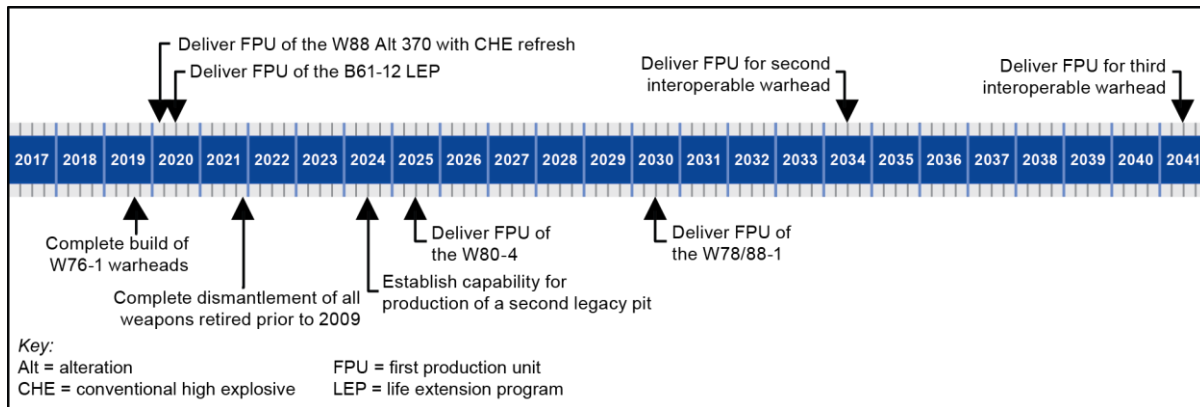 Deliver FPU of the W88 Alt 370 with CHE refresh
Deliver FPU of the B61-12 LEP
Deliver FPU for second
interoperable warhead
Deliver FPU for third
interoperable warhead
2017 2018 2019 2020 2021 2022 2023 2024 2025 2026 2027 2028 2029 2030 2031 2032 2033 2034 2035 2036 2037 2038 2039 2040 2041
Complete build of
W76-1 warheads
Complete dismantlement of all
weapons retired prior to 2009
Establish capability for
production of a second legacy pit
Deliver FPU of
the W80-4
Deliver FPU of
the W78/88-1
Key:
Alt = alteration
CHE = conventional high explosive
FPU = first production unit
LEP = life extension program